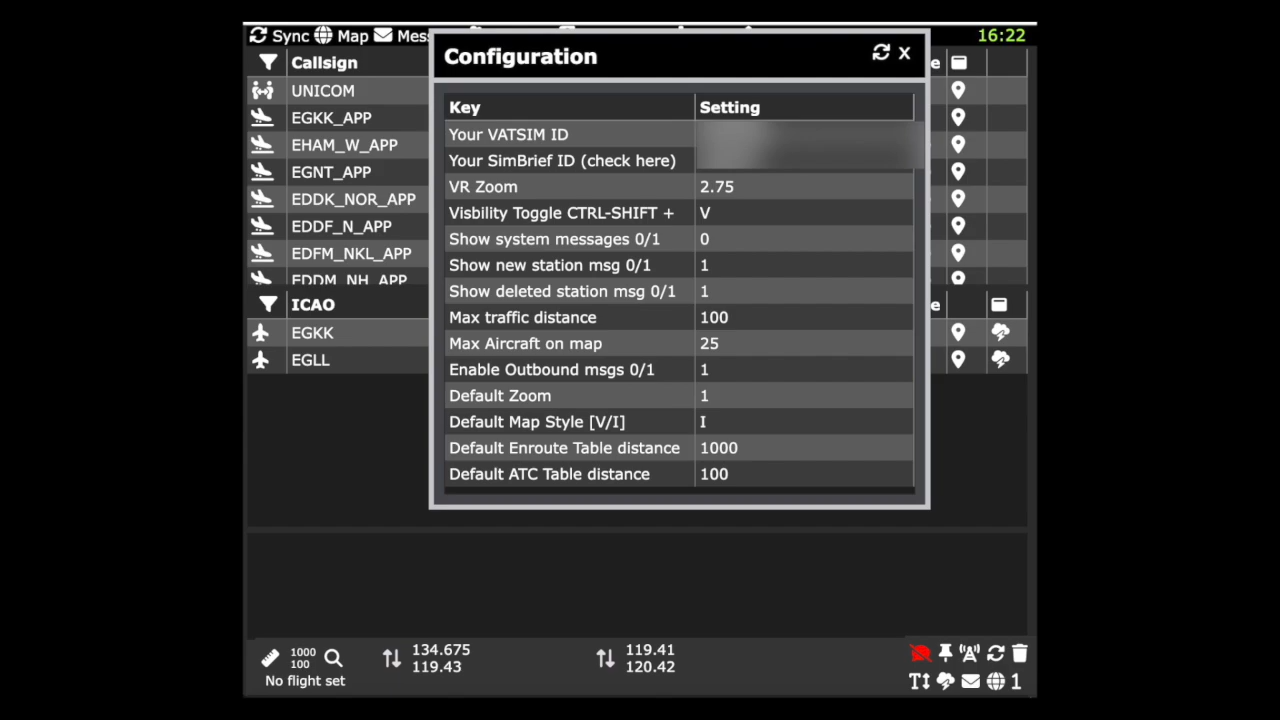 Sync Map Mess 16:22
Configuration X
Callsign e
Key Setting
UNICOM
Your VATSIM ID
EGKK_APP
Your SimBrief ID (check here)
EHAM_W_APP
VR Zoom 2.75
EGNT_APP
Visbility Toggle CTRL-SHIFT + V
EDDK_NOR_APP
Show system messages 0/1 0
EDDF_N_APP
Show new station msg 0/1 1
EDFM_NKL_APP
Show deleted station msg 0/1 1
EDDM_NH_APP
Max traffic distance 100
ICAO e
Max Aircraft on map 25
EGKK
Enable Outbound msgs 0/1 1
EGLL
Default Zoom 1
Default Map Style [V/I] I
Default Enroute Table distance 1000
Default ATC Table distance 100
1000
100
134.675
119.43
119.41
120.42
No flight set
T 1